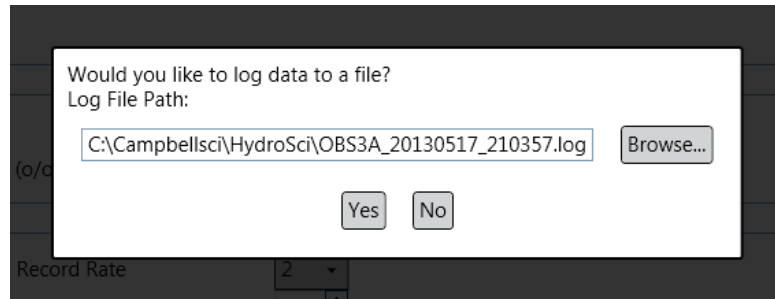 Would you like to log data to a file?
Log File Path:
C:\Campbellsci\HydroSci\OBS3A_20130517_210357.log
Browse...
(o/o
Yes
No
Record Rate
2